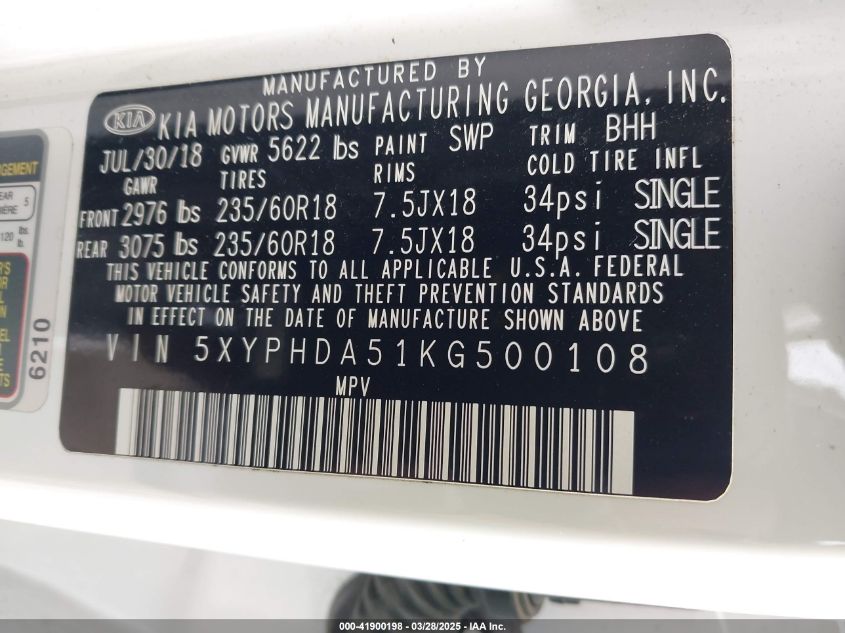 MANUFACTURED BY
KIA KIA MOTORS MANUFACTURING GEORGIA, INC.
JUL/30/18 GVWR 5622 lbs PAINT SWP TRIM BHH
GAWR TIRES RIMS COLD TIRE INFL
FRONT 2976 lbs 235/60R18 7.5JX18 34psi SINGLE
REAR 3075 lbs 235/60R18 7.5JX18 34psi SINGLE
THIS VEHICLE CONFORMS TO ALL APPLICABLE U.S.A. FEDERAL
MOTOR VEHICLE SAFETY AND THEFT PREVENTION STANDARDS
IN EFFECT ON THE DATE OF MANUFACTURE SHOWN ABOVE
VIN 5XYPHDA51KG500108
MPV
5
120 lbs.
lb.
6210
000-41900198 - 03/28/2025 - IAA Inc.